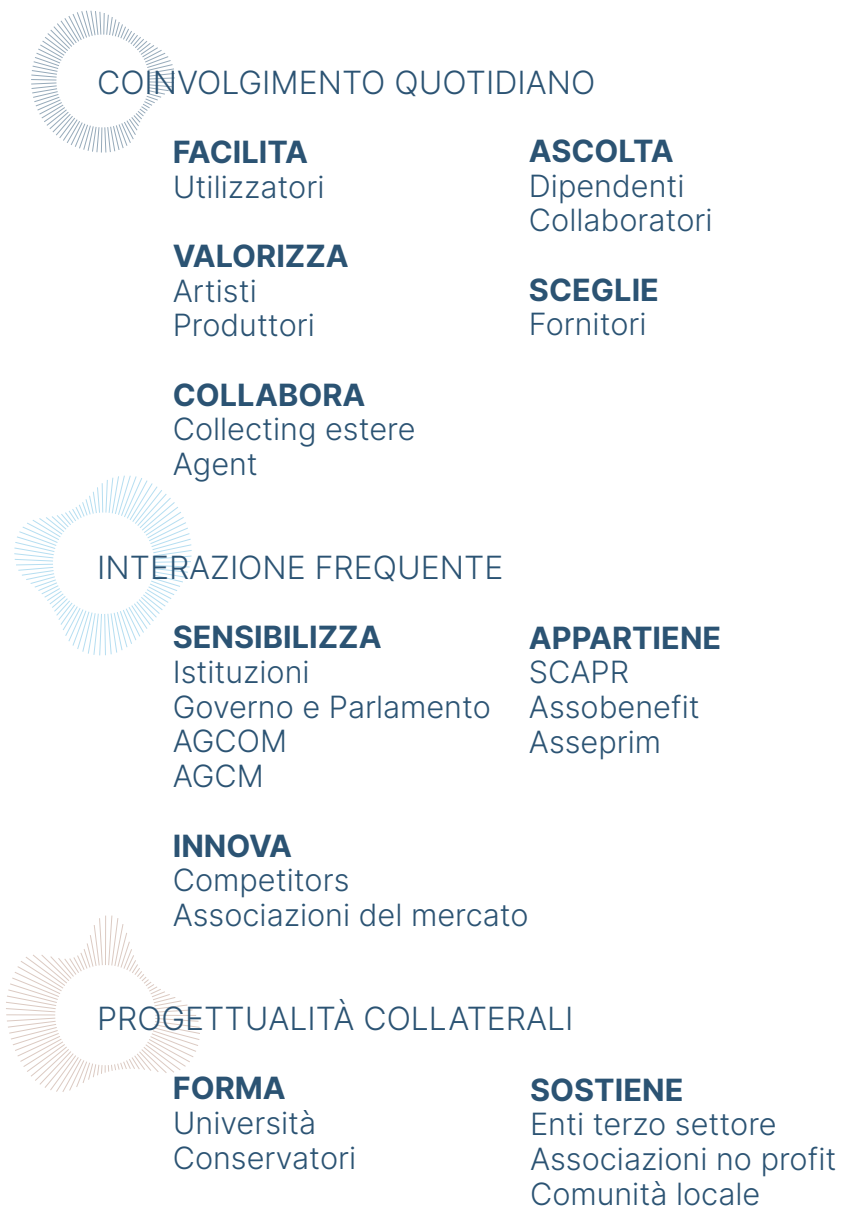 COINVOLGIMENTO QUOTIDIANO
FACILITA
Utilizzatori
VALORIZZA
Artisti
Produttori
COLLABORA
Collecting estere
Agent
ASCOLTA
Dipendenti
Collaboratori
SCEGLIE
Fornitori
INTERAZIONE FREQUENTE
SENSIBILIZZA
Istituzioni
Governo e Parlamento
AGCOM
AGCM
INNOVA
Competitors
Associazioni del mercato
APPARTIENE
SCAPR
Assobenefit
Asseprim
PROGETTUALITÀ COLLATERALI
FORMA
Università
Conservatori
SOSTIENE
Enti terzo settore
Associazioni no profit
Comunità locale